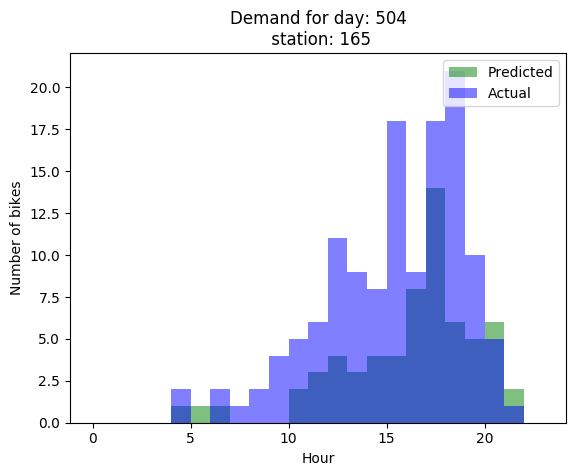 Demand for day: 504
station: 165
Predicted
Actual
20.0
17.5
15.0
12.5
10.0
7.5
5.0
2.5
0.0
Number of bikes
0 5 10 15 20
Hour